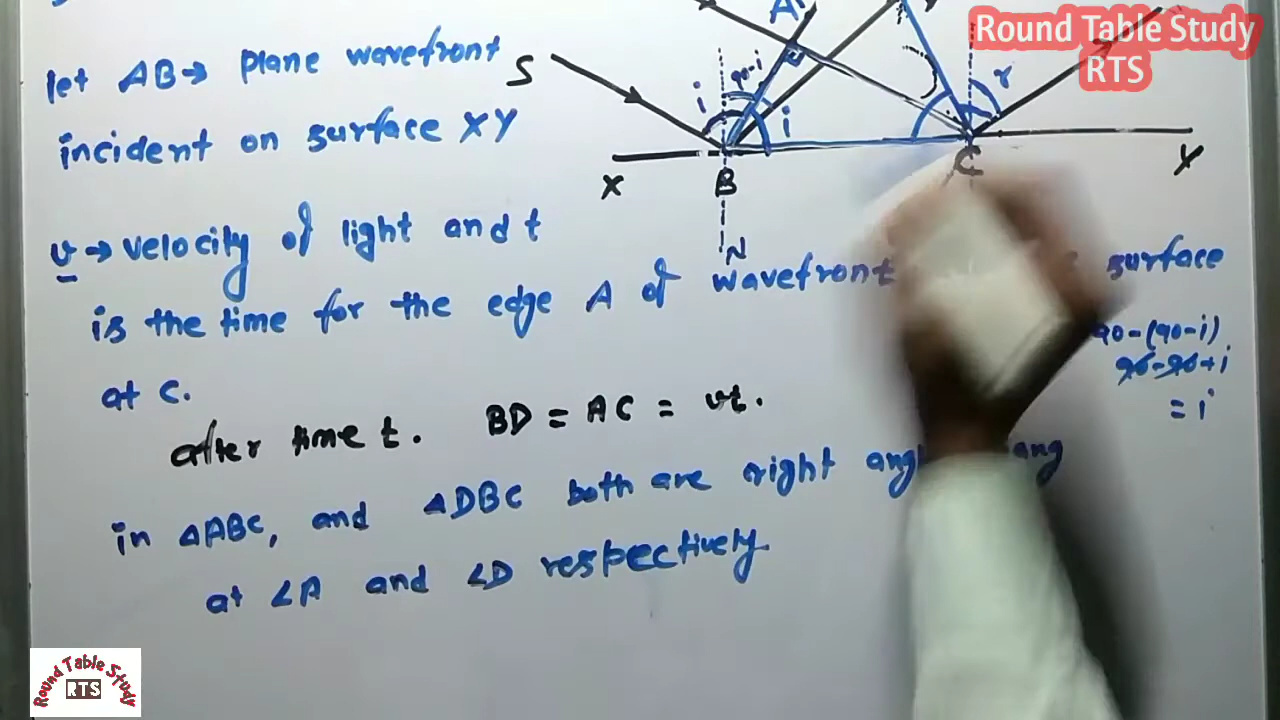 let AB→ plane wavefront
incident on surface XY
v→ velocity of light and t
is the time for the edge A of wavefront surface
at C.
after time t. BD = AC = vt.
in △ABC, and △DBC both are right
at ∠A and ∠D respectively
S
A
i
90-i
i
r
X
B
C
Y
N
90-(90-i)
90-90+i
= i
Round Table Study
RTS
Round Table Study
RTS